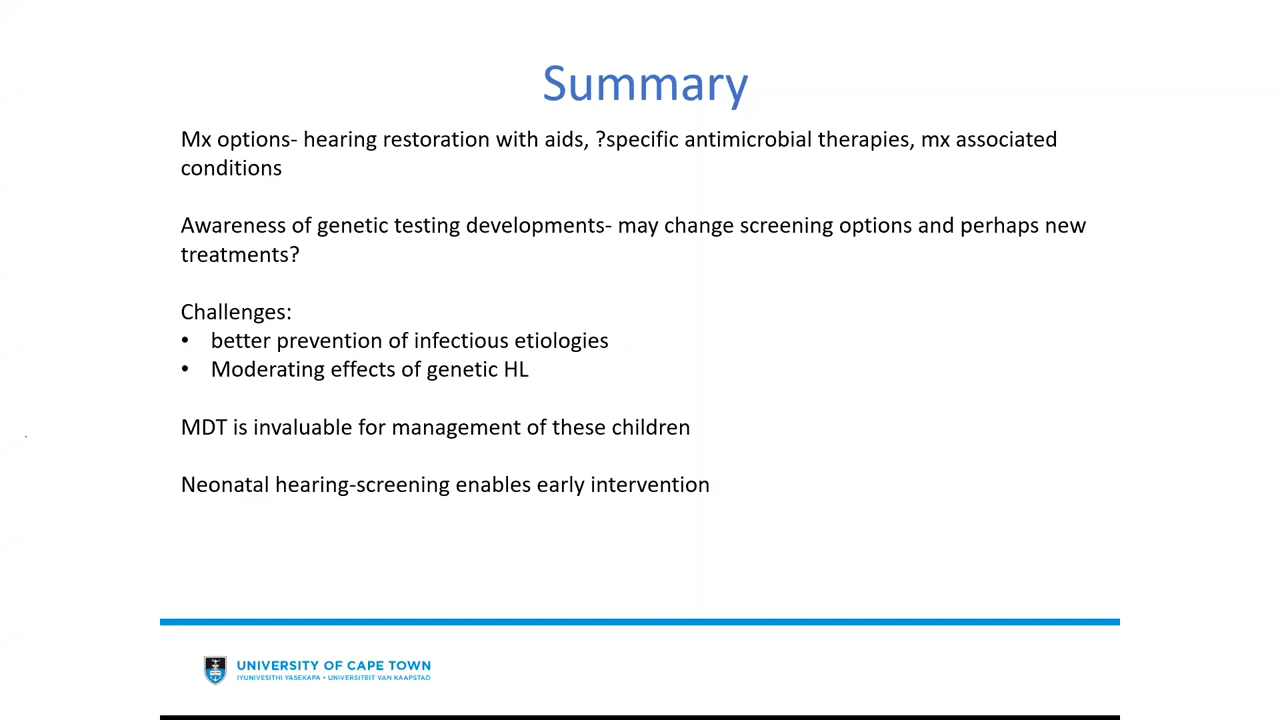 Summary
Mx options- hearing restoration with aids, ?specific antimicrobial therapies, mx associated
conditions
Awareness of genetic testing developments- may change screening options and perhaps new
treatments?
Challenges:
• better prevention of infectious etiologies
• Moderating effects of genetic HL
MDT is invaluable for management of these children
Neonatal hearing-screening enables early intervention
UNIVERSITY OF CAPE TOWN
IYUNIVESITHI YASEKAPA • UNIVERSITEIT VAN KAAPSTAD